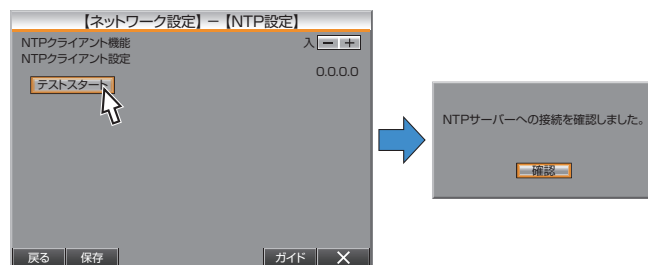 【ネットワーク設定】－【NTP設定】
NTPクライアント機能 入 － ＋
NTPクライアント設定
0.0.0.0
テストスタート
戻る 保存 ガイド ✕
NTPサーバーへの接続を確認しました。
確認